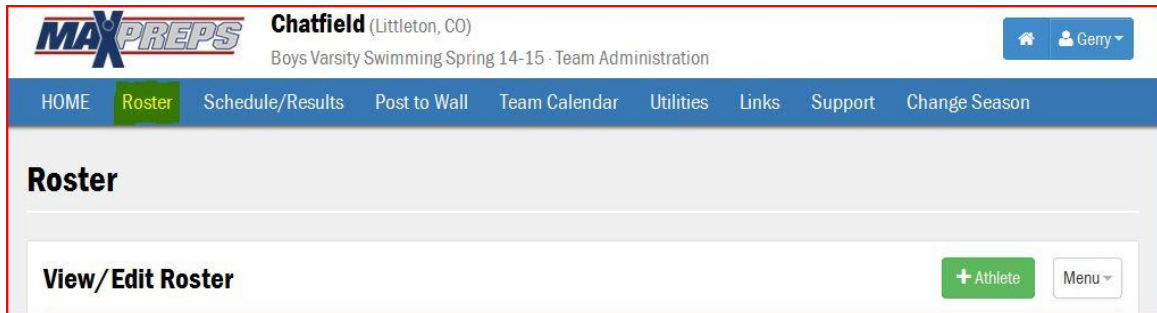 MAXPREPS
Chatfield (Littleton, CO)
Boys Varsity Swimming Spring 14-15 · Team Administration
Gerry
HOME Roster Schedule/Results Post to Wall Team Calendar Utilities Links Support Change Season
Roster
View/Edit Roster
+ Athlete
Menu